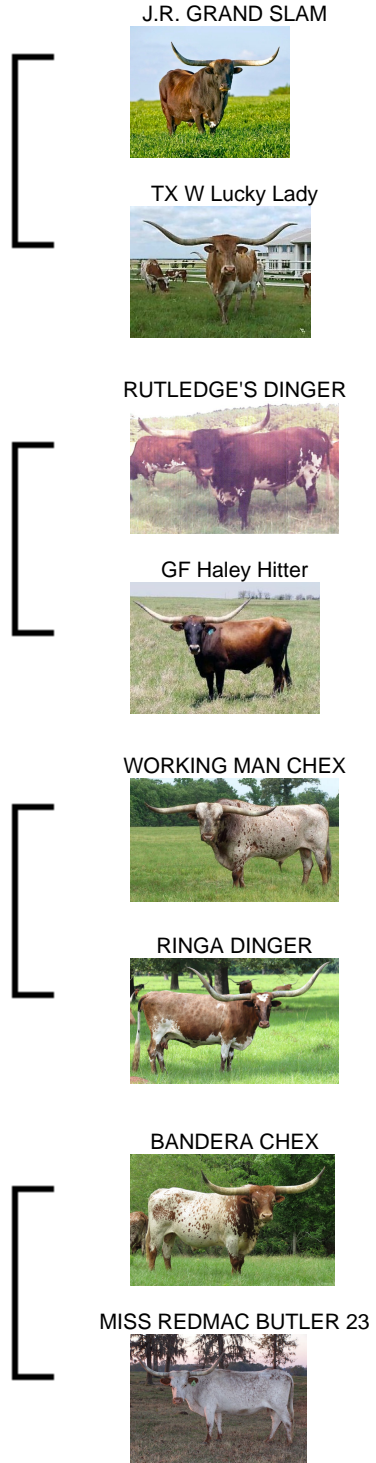 J.R. GRAND SLAM
TX W Lucky Lady
RUTLEDGE'S DINGER
GF Haley Hitter
WORKING MAN CHEX
RINGA DINGER
BANDERA CHEX
MISS REDMAC BUTLER 23